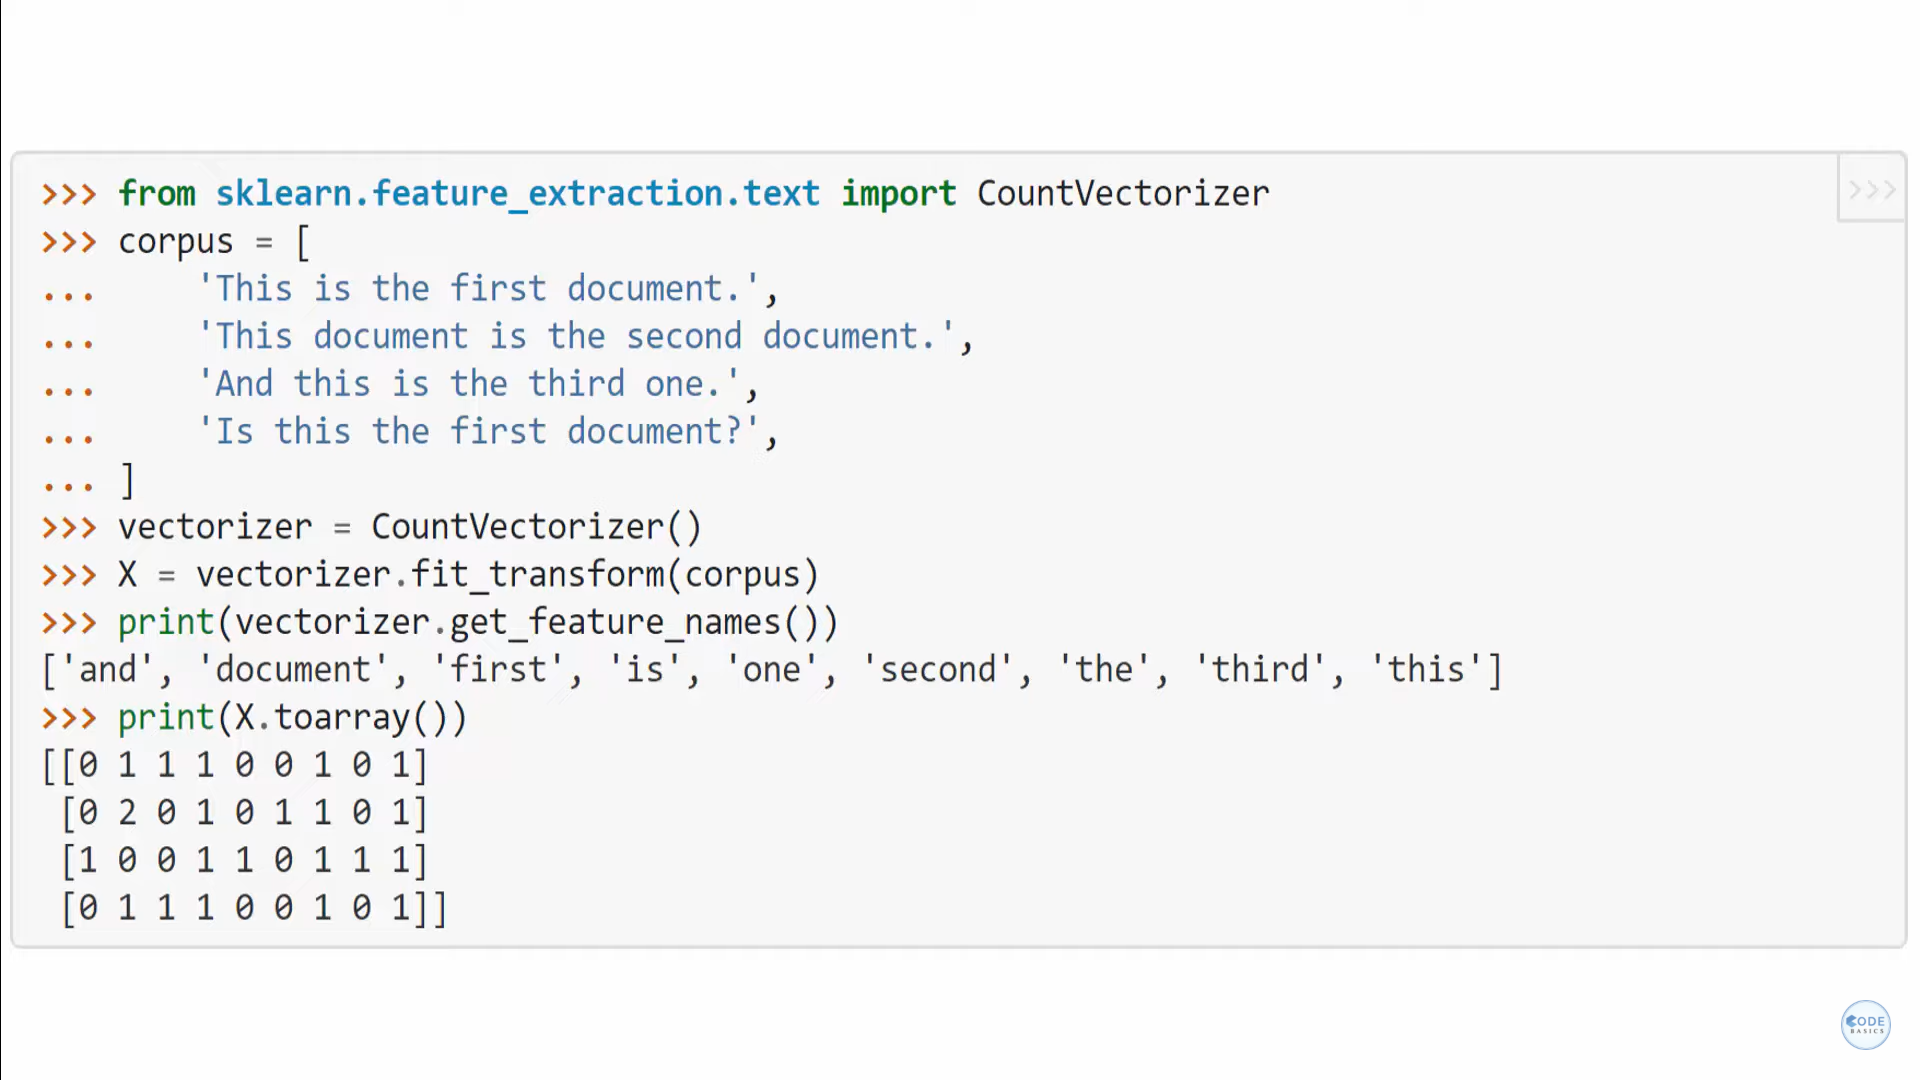 >>> from sklearn.feature_extraction.text import CountVectorizer
>>>
>>> corpus = [
...     'This is the first document.',
...     'This document is the second document.',
...     'And this is the third one.',
...     'Is this the first document?',
... ]
>>> vectorizer = CountVectorizer()
>>> X = vectorizer.fit_transform(corpus)
>>> print(vectorizer.get_feature_names())
['and', 'document', 'first', 'is', 'one', 'second', 'the', 'third', 'this']
>>> print(X.toarray())
[[0 1 1 1 0 0 1 0 1]
 [0 2 0 1 0 1 1 0 1]
 [1 0 0 1 1 0 1 1 1]
 [0 1 1 1 0 0 1 0 1]]
CODE
BASICS